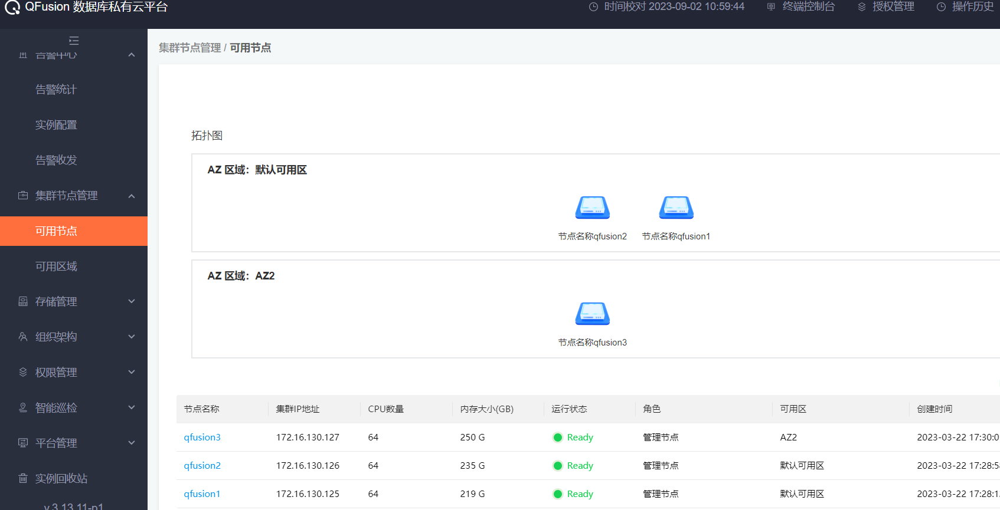 QFusion 数据库私有云平台
时间校对 2023-09-02 10:59:44 终端控制台 授权管理 操作历史
告警中心
告警统计
实例配置
告警收发
集群节点管理
可用节点
可用区域
存储管理
组织架构
权限管理
智能巡检
平台管理
实例回收站
v 3.13.11-p1
集群节点管理 / 可用节点
拓扑图
AZ 区域：默认可用区
节点名称qfusion2 节点名称qfusion1
AZ 区域：AZ2
节点名称qfusion3
节点名称 集群IP地址 CPU数量 内存大小(GB) 运行状态 角色 可用区 创建时间
qfusion3 172.16.130.127 64 250 G Ready 管理节点 AZ2 2023-03-22 17:30:0
qfusion2 172.16.130.126 64 235 G Ready 管理节点 默认可用区 2023-03-22 17:28:5
qfusion1 172.16.130.125 64 219 G Ready 管理节点 默认可用区 2023-03-22 17:28:1